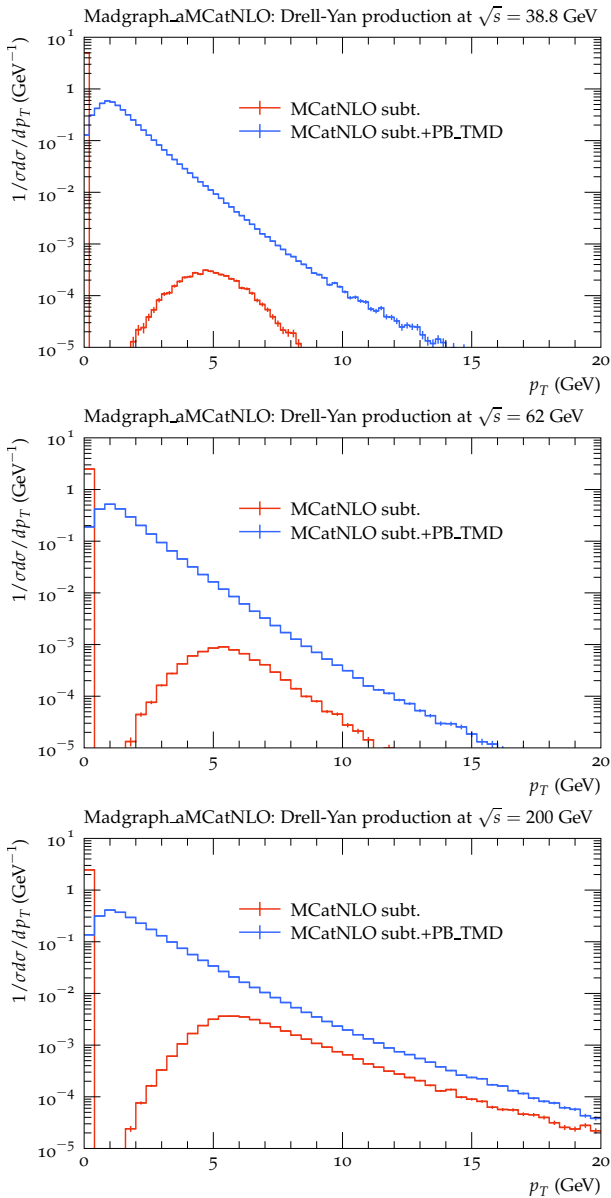 Madgraph_aMCatNLO: Drell-Yan production at √s = 38.8 GeV
1/σdσ/dp_T (GeV⁻¹)
10¹
1
10⁻¹
10⁻²
10⁻³
10⁻⁴
10⁻⁵
MCatNLO subt.
MCatNLO subt.+PB_TMD
0 5 10 15 20
p_T (GeV)
Madgraph_aMCatNLO: Drell-Yan production at √s = 62 GeV
1/σdσ/dp_T (GeV⁻¹)
10¹
1
10⁻¹
10⁻²
10⁻³
10⁻⁴
10⁻⁵
MCatNLO subt.
MCatNLO subt.+PB_TMD
0 5 10 15 20
p_T (GeV)
Madgraph_aMCatNLO: Drell-Yan production at √s = 200 GeV
1/σdσ/dp_T (GeV⁻¹)
10¹
1
10⁻¹
10⁻²
10⁻³
10⁻⁴
10⁻⁵
MCatNLO subt.
MCatNLO subt.+PB_TMD
0 5 10 15 20
p_T (GeV)